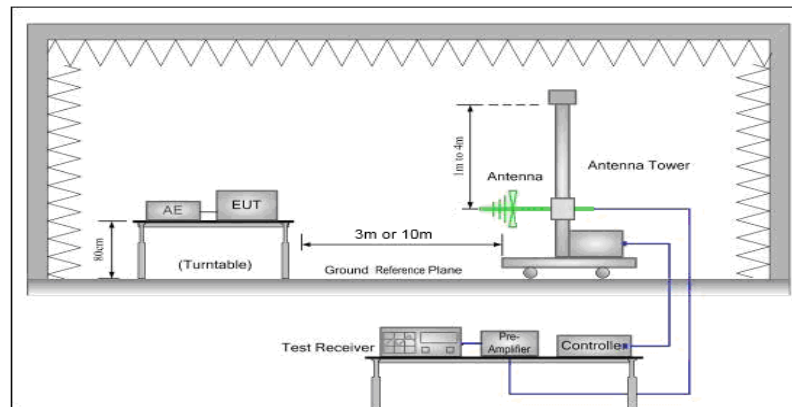 1m to 4m
Antenna
Antenna Tower
AE
EUT
3m or 10m
80cm
(Turntable)
Ground Reference Plane
Test Receiver
Pre-
Amplifier
Controlle